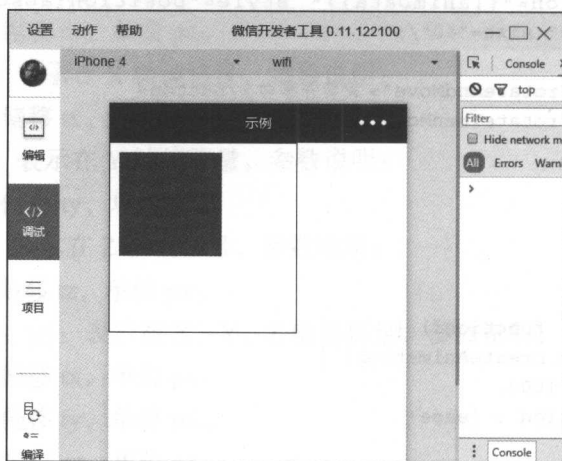 设置 动作 帮助 微信开发者工具 0.11.122100
iPhone 4 wifi
Console
top
Filter
Hide network m
All Errors Warn
示例
编辑
</>
调试
项目
编译
Console